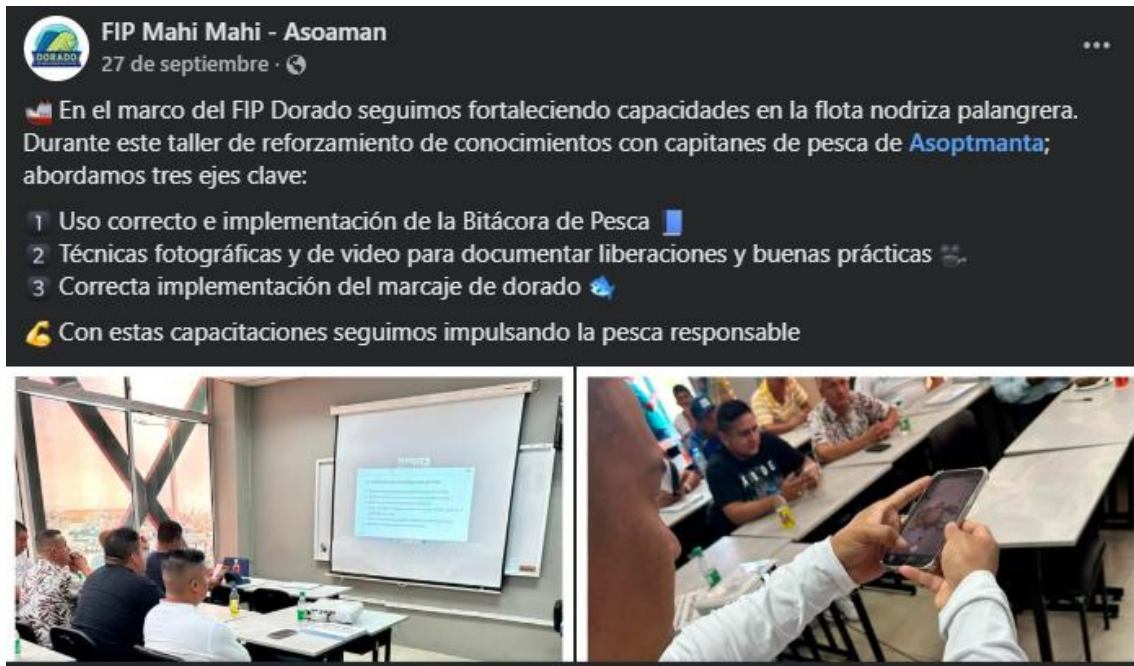 FIP Mahi Mahi - Asoaman
27 de septiembre ·
DORADO
En el marco del FIP Dorado seguimos fortaleciendo capacidades en la flota nodriza palangrera.
Durante este taller de reforzamiento de conocimientos con capitanes de pesca de Asoptmanta;
abordamos tres ejes clave:
1 Uso correcto e implementación de la Bitácora de Pesca
2 Técnicas fotográficas y de video para documentar liberaciones y buenas prácticas
3 Correcta implementación del marcaje de dorado
Con estas capacitaciones seguimos impulsando la pesca responsable